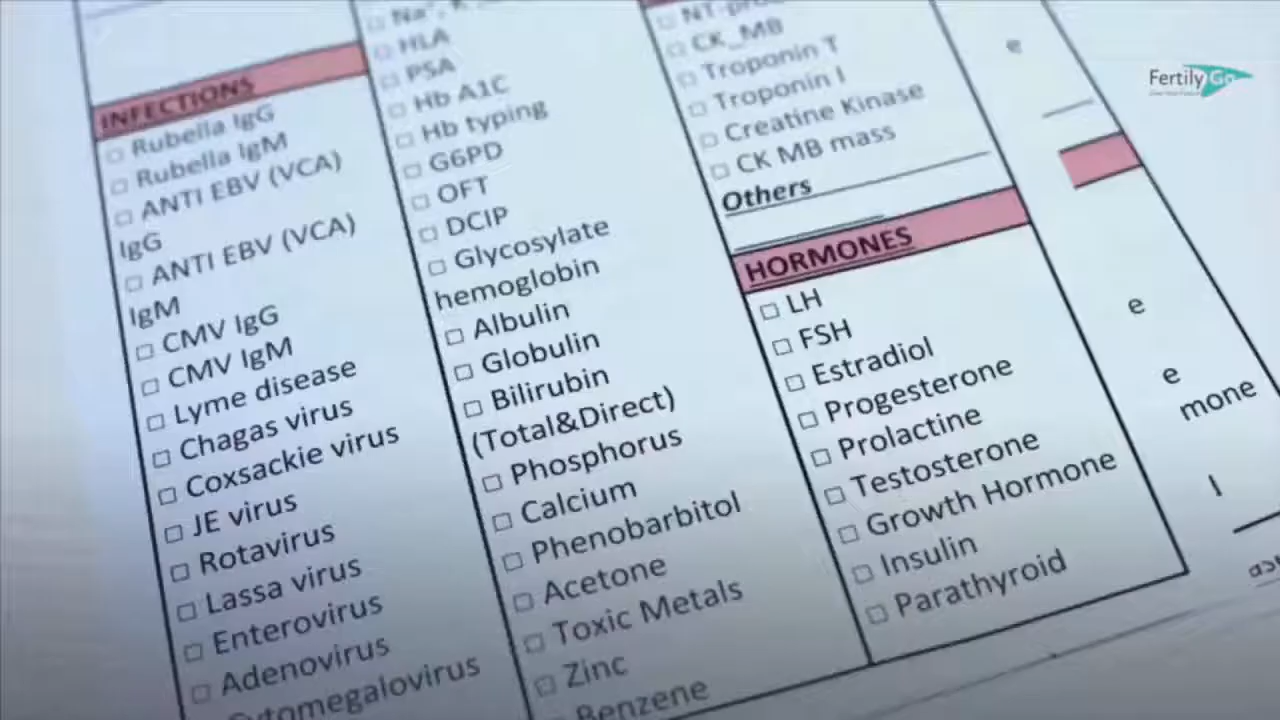 INFECTIONS
□ Rubella IgG
□ Rubella IgM
□ ANTI EBV (VCA)
IgG
□ ANTI EBV (VCA)
IgM
□ CMV IgG
□ CMV IgM
□ Lyme disease
□ Chagas virus
□ Coxsackie virus
□ JE virus
□ Rotavirus
□ Lassa virus
□ Enterovirus
□ Adenovirus
□ Cytomegalovirus
□ HLA
□ PSA
□ Hb A1C
□ Hb typing
□ G6PD
□ OFT
□ DCIP
□ Glycosylate
hemoglobin
□ Albulin
□ Globulin
□ Bilirubin
(Total&Direct)
□ Phosphorus
□ Calcium
□ Phenobarbitol
□ Acetone
□ Toxic Metals
□ Zinc
□ Benzene
□ CK_MB
□ Troponin T
□ Troponin I
□ Creatine Kinase
□ CK MB mass
Others
HORMONES
□ LH
□ FSH
□ Estradiol
□ Progesterone
□ Prolactine
□ Testosterone
□ Growth Hormone
□ Insulin
□ Parathyroid
e
e
e
mone
l
Fertily Go